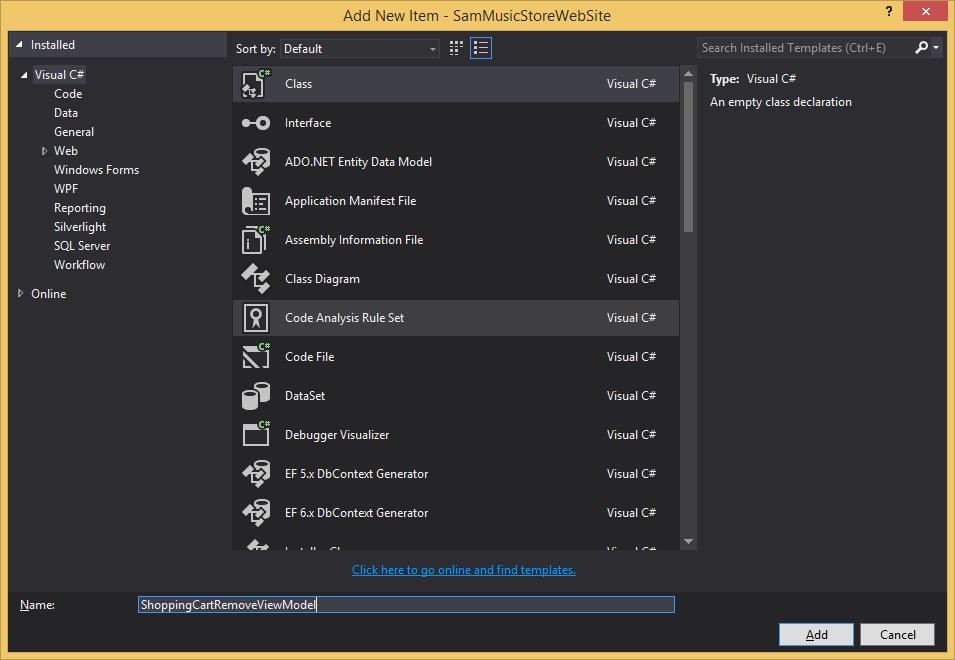 Add New Item - SamMusicStoreWebSite
?
Installed
Sort by: Default
Search Installed Templates (Ctrl+E)
Visual C#
Code
Data
General
Web
Windows Forms
WPF
Reporting
Silverlight
SQL Server
Workflow
Online
Class Visual C#
Interface Visual C#
ADO.NET Entity Data Model Visual C#
Application Manifest File Visual C#
Assembly Information File Visual C#
Class Diagram Visual C#
Code Analysis Rule Set Visual C#
Code File Visual C#
DataSet Visual C#
Debugger Visualizer Visual C#
EF 5.x DbContext Generator Visual C#
EF 6.x DbContext Generator Visual C#
Type: Visual C#
An empty class declaration
Click here to go online and find templates.
Name: ShoppingCartRemoveViewModel
Add Cancel